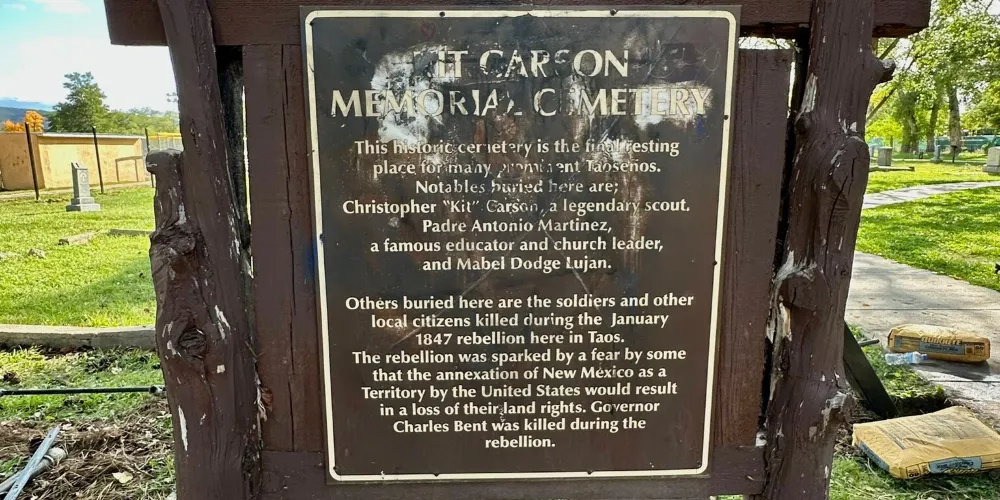 KIT CARSON
MEMORIAL CEMETERY
This historic cemetery is the final resting
place for many prominent Taoseños.
Notables buried here are;
Christopher "Kit" Carson, a legendary scout.
Padre Antonio Martinez,
a famous educator and church leader,
and Mabel Dodge Lujan.
Others buried here are the soldiers and other
local citizens killed during the January
1847 rebellion here in Taos.
The rebellion was sparked by a fear by some
that the annexation of New México as a
Territory by the United States would result
in a loss of their land rights. Governor
Charles Bent was killed during the
rebellion.